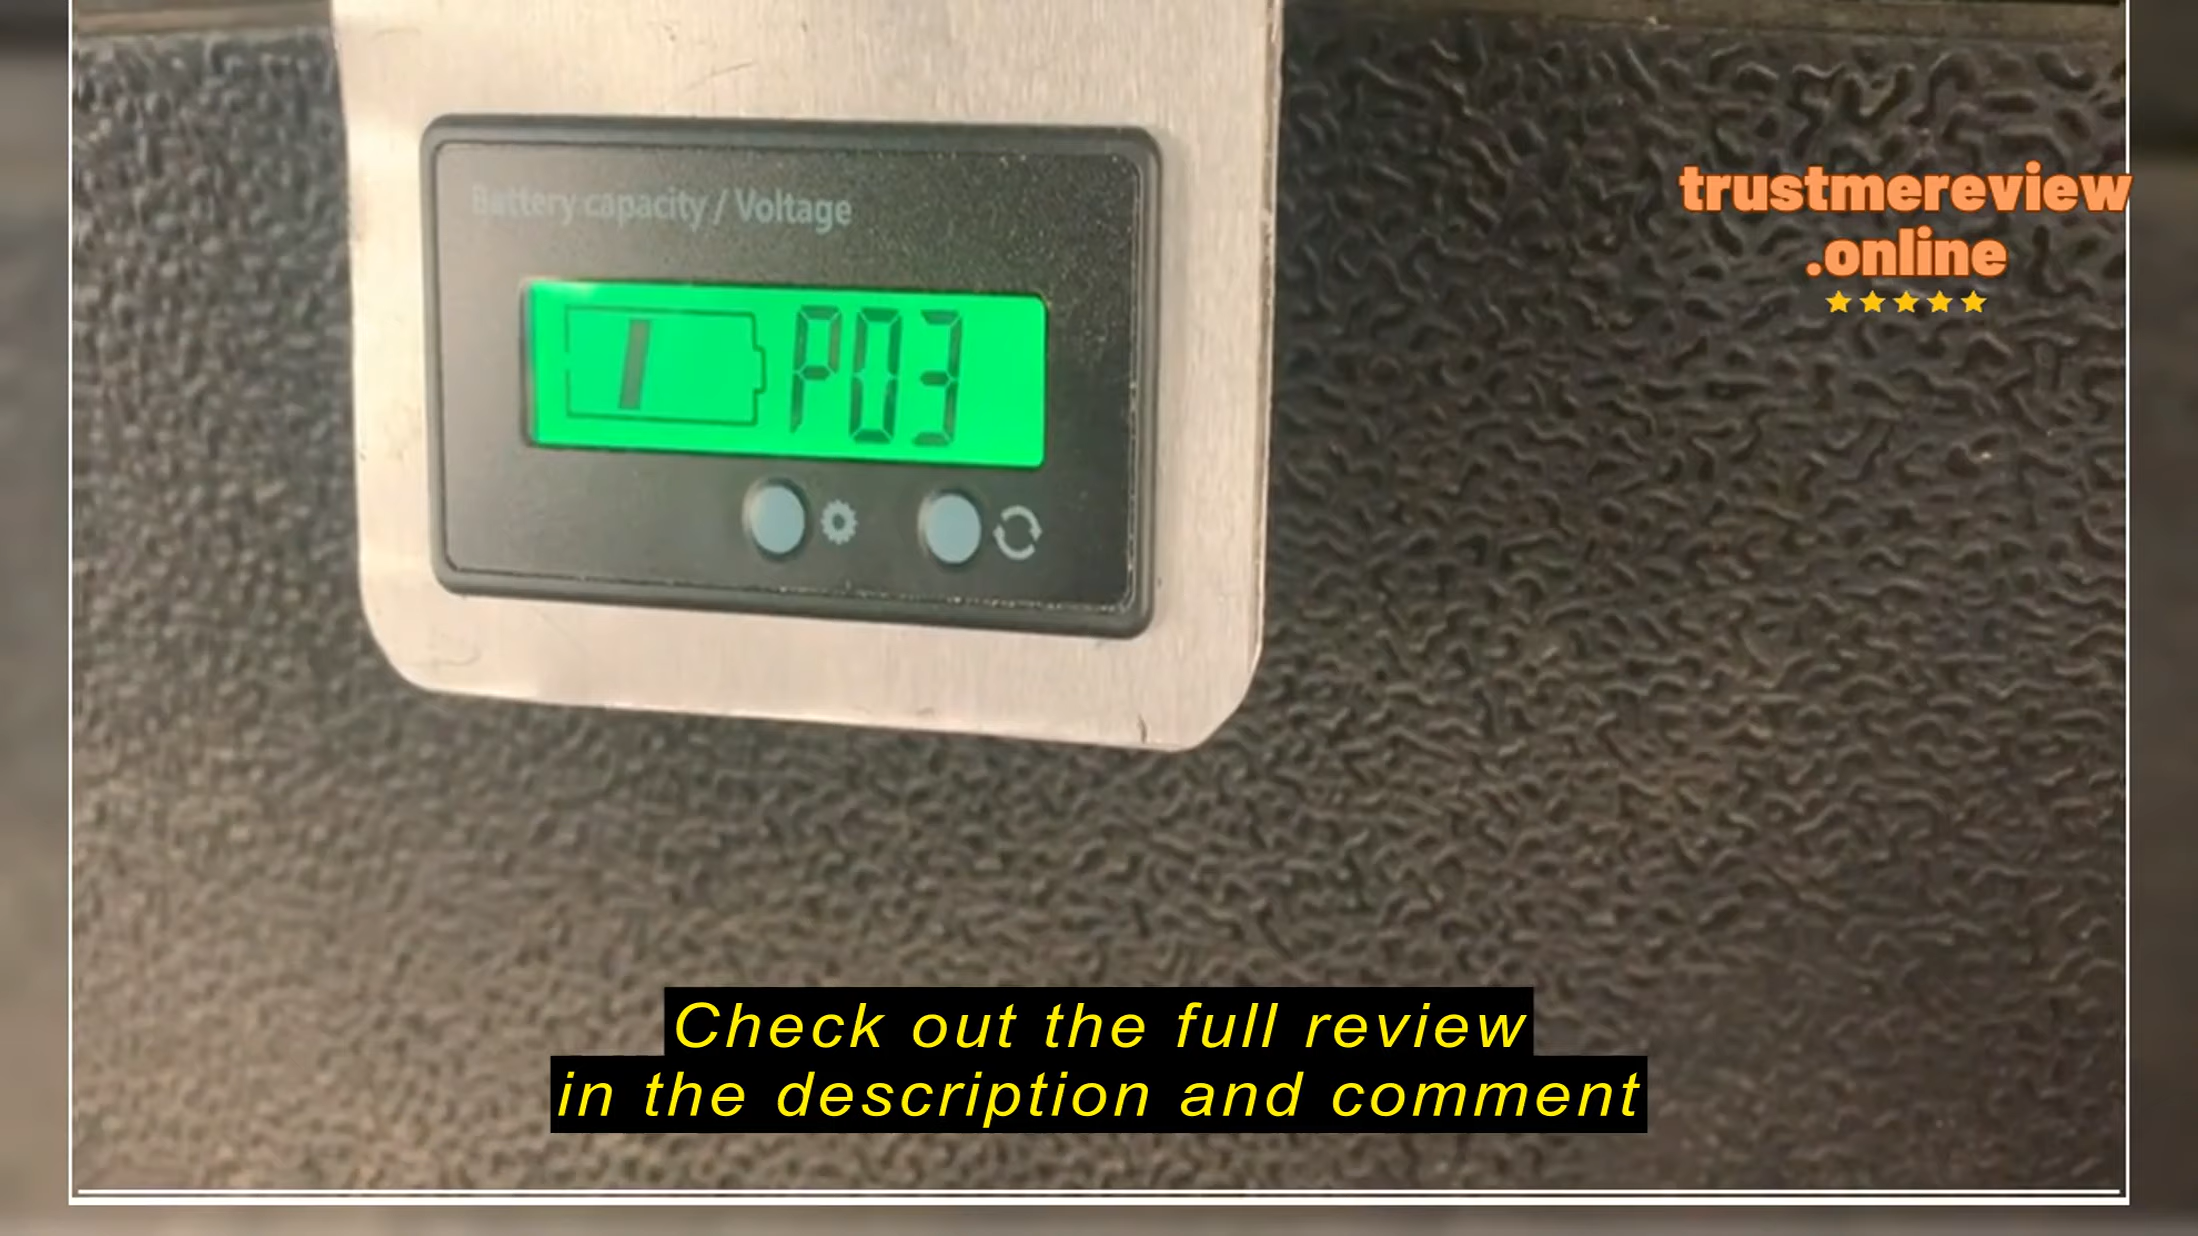 Battery capacity / Voltage
P03
trustmereview
.online
Check out the full review
in the description and comment